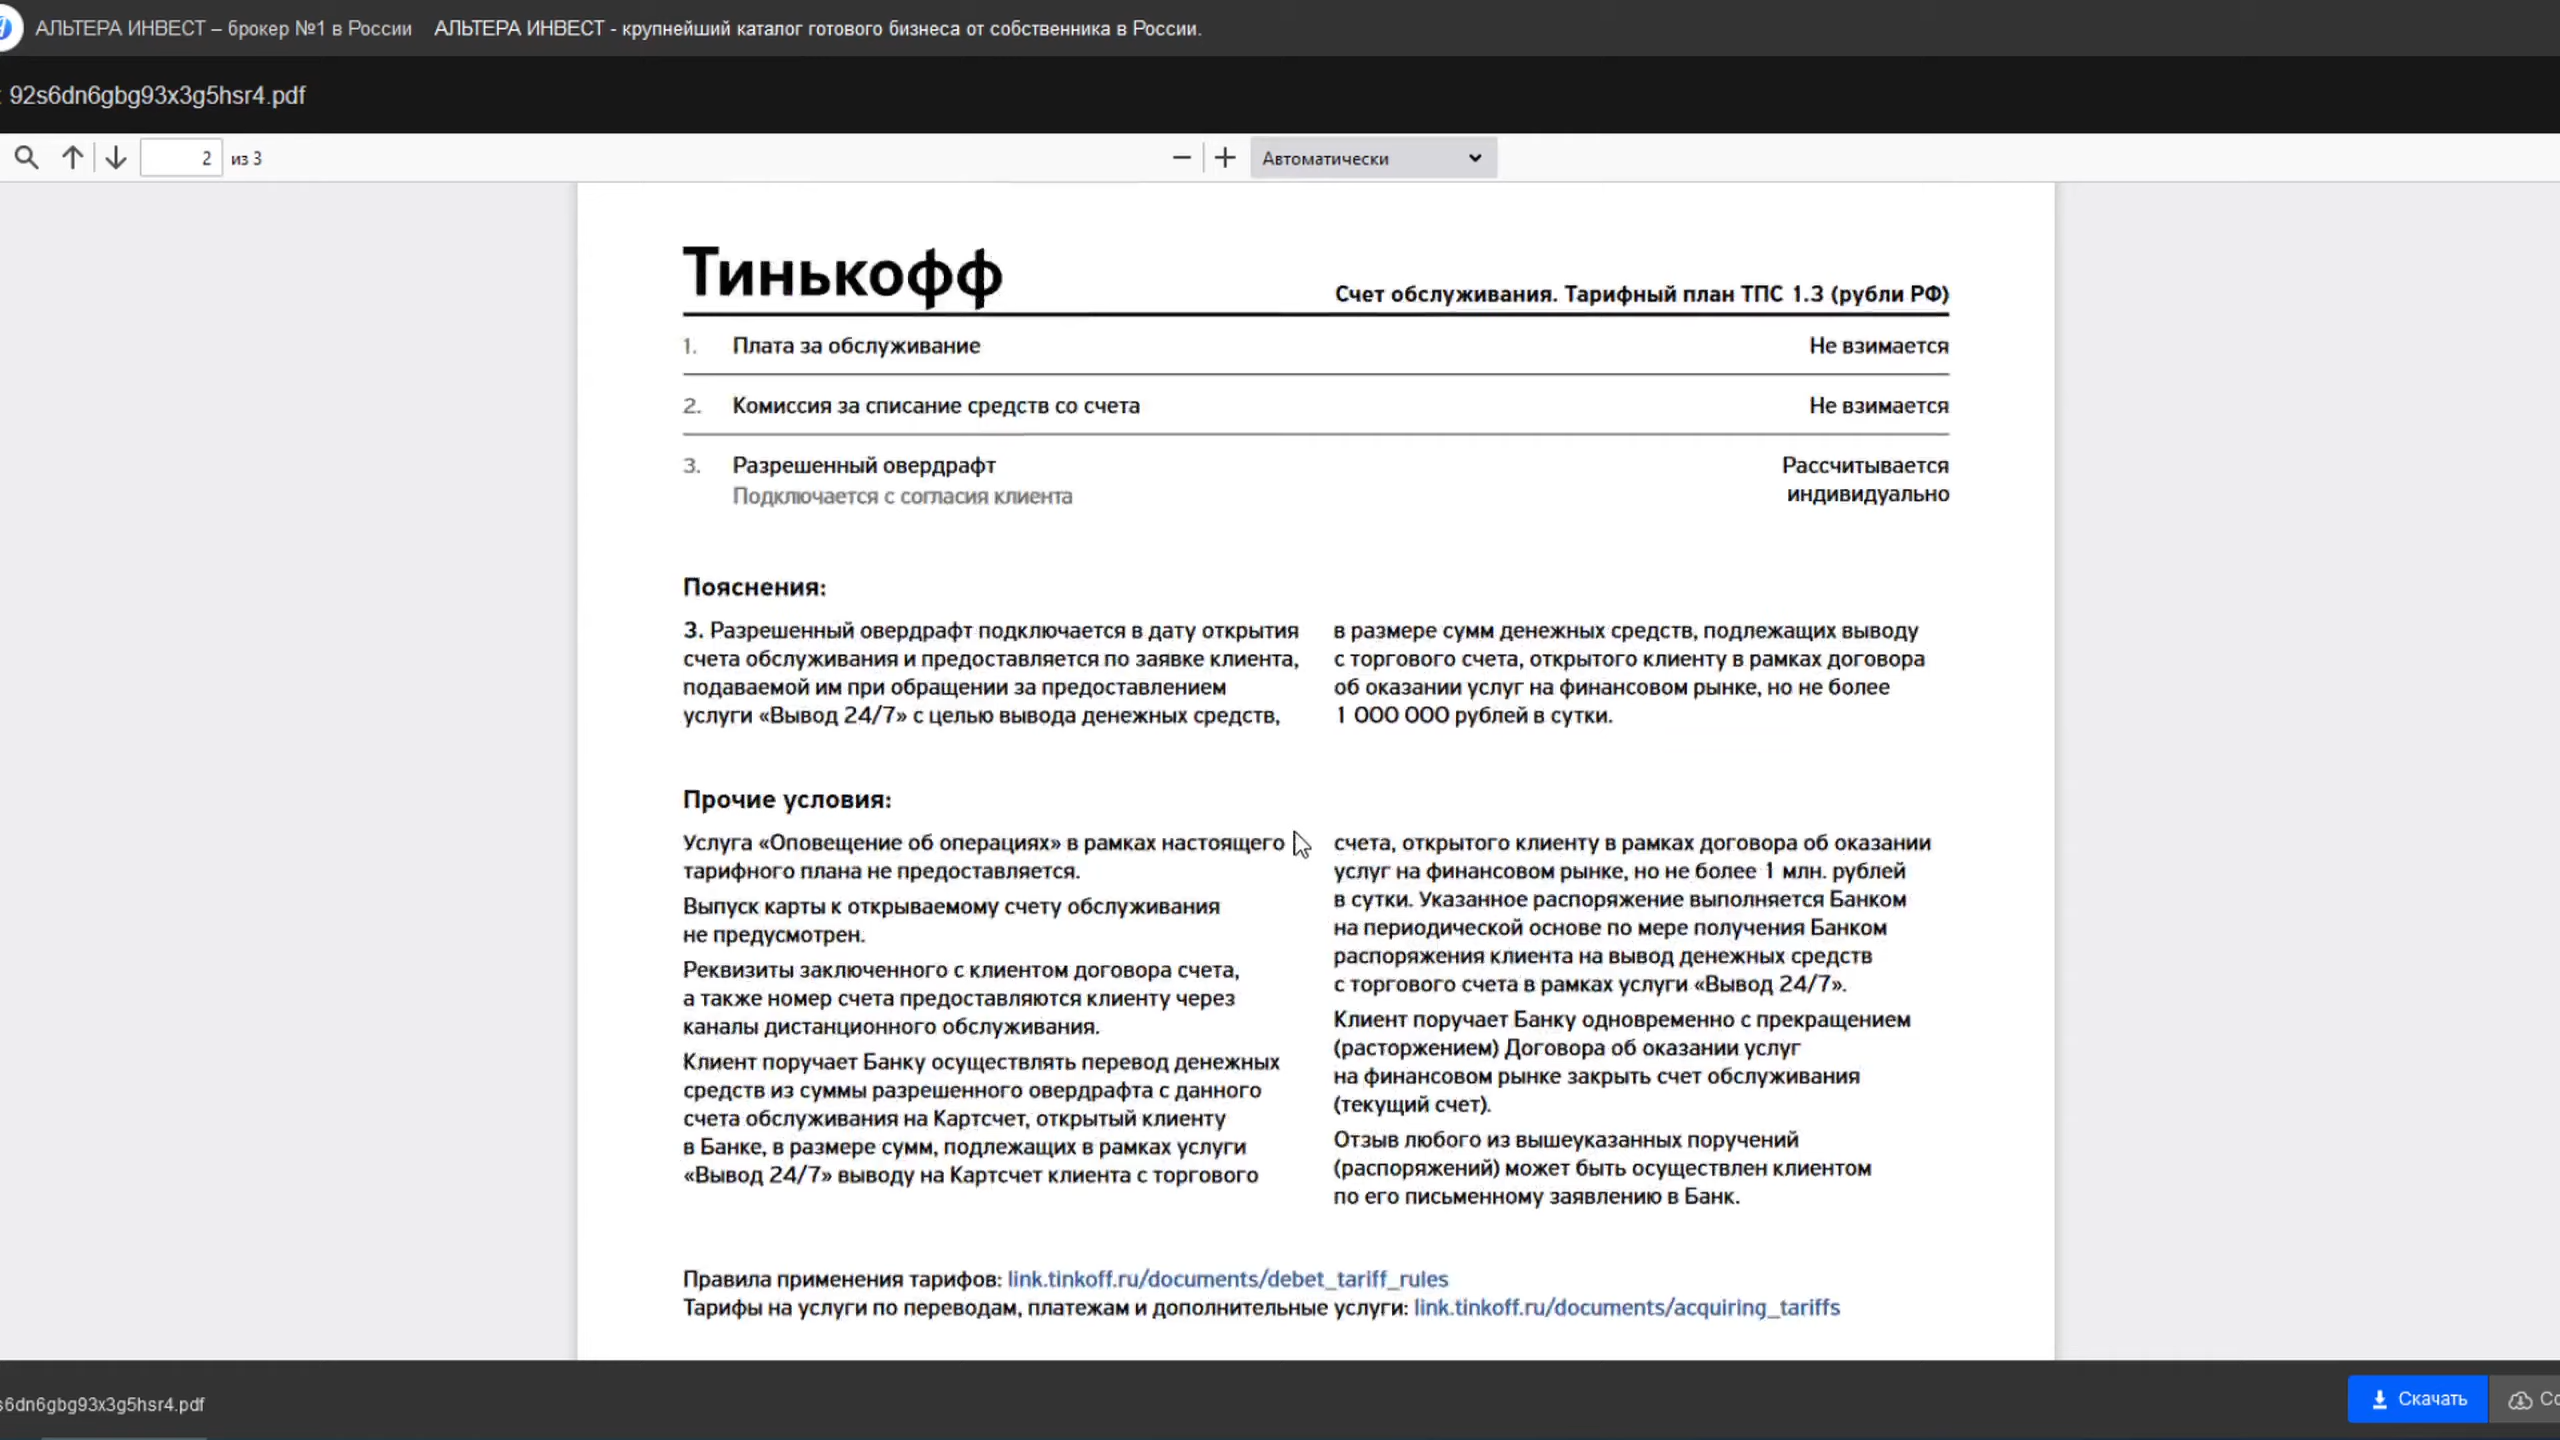 АЛЬТЕРА ИНВЕСТ – брокер №1 в России АЛЬТЕРА ИНВЕСТ - крупнейший каталог готового бизнеса от собственника в России.
92s6dn6gbg93x3g5hsr4.pdf
2 из 3 Автоматически
Тинькофф
Счет обслуживания. Тарифный план ТПС 1.3 (рубли РФ)
1. Плата за обслуживание Не взимается
2. Комиссия за списание средств со счета Не взимается
3. Разрешенный овердрафт Рассчитывается
Подключается с согласия клиента индивидуально
Пояснения:
3. Разрешенный овердрафт подключается в дату открытия
счета обслуживания и предоставляется по заявке клиента,
подаваемой им при обращении за предоставлением
услуги «Вывод 24/7» с целью вывода денежных средств,
в размере сумм денежных средств, подлежащих выводу
с торгового счета, открытого клиенту в рамках договора
об оказании услуг на финансовом рынке, но не более
1 000 000 рублей в сутки.
Прочие условия:
Услуга «Оповещение об операциях» в рамках настоящего
тарифного плана не предоставляется.
Выпуск карты к открываемому счету обслуживания
не предусмотрен.
Реквизиты заключенного с клиентом договора счета,
а также номер счета предоставляются клиенту через
каналы дистанционного обслуживания.
Клиент поручает Банку осуществлять перевод денежных
средств из суммы разрешенного овердрафта с данного
счета обслуживания на Картсчет, открытый клиенту
в Банке, в размере сумм, подлежащих в рамках услуги
«Вывод 24/7» выводу на Картсчет клиента с торгового
счета, открытого клиенту в рамках договора об оказании
услуг на финансовом рынке, но не более 1 млн. рублей
в сутки. Указанное распоряжение выполняется Банком
на периодической основе по мере получения Банком
распоряжения клиента на вывод денежных средств
с торгового счета в рамках услуги «Вывод 24/7».
Клиент поручает Банку одновременно с прекращением
(расторжением) Договора об оказании услуг
на финансовом рынке закрыть счет обслуживания
(текущий счет).
Отзыв любого из вышеуказанных поручений
(распоряжений) может быть осуществлен клиентом
по его письменному заявлению в Банк.
Правила применения тарифов: link.tinkoff.ru/documents/debet_tariff_rules
Тарифы на услуги по переводам, платежам и дополнительные услуги: link.tinkoff.ru/documents/acquiring_tariffs
s6dn6gbg93x3g5hsr4.pdf Скачать